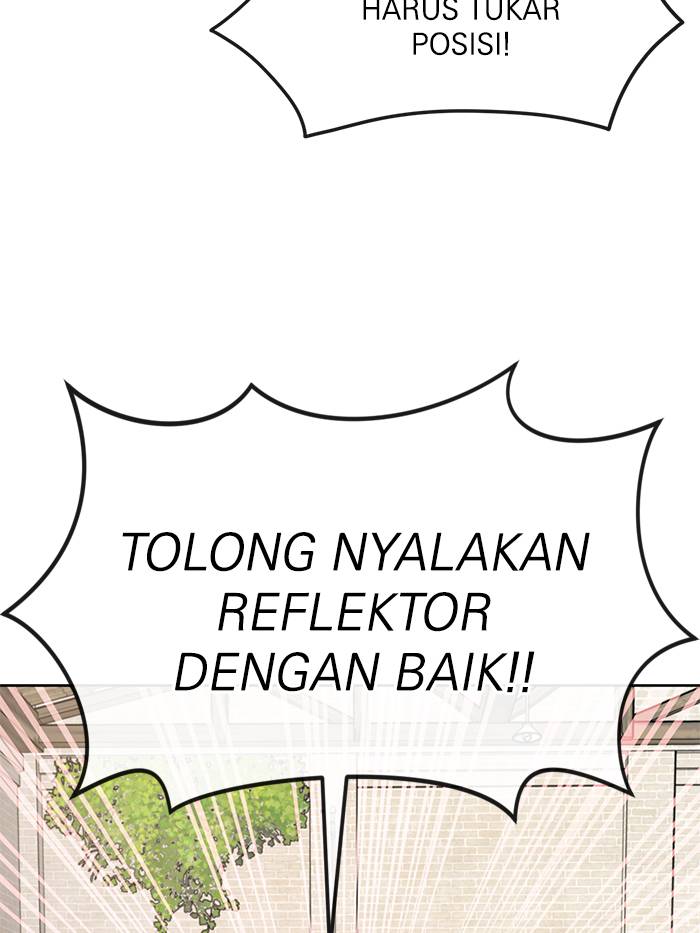 HARUS TUKAR
POSISI!
TOLONG NYALAKAN
REFLEKTOR
DENGAN BAIK!!